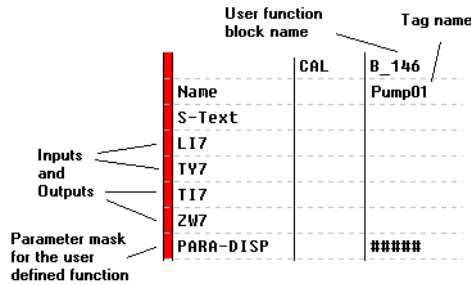 User function
block name
Tag name
CAL B_146
Name Pump01
S-Text
LI7
TY7
TI7
ZW7
PARA-DISP #####
Inputs
and
Outputs
Parameter mask
for the user
defined function